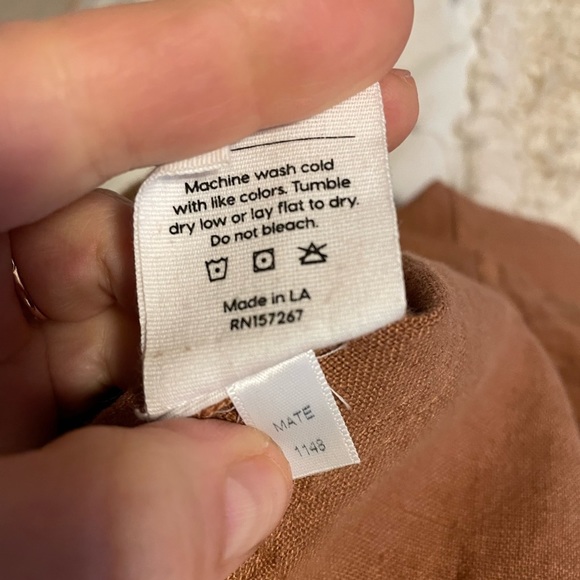 Machine wash cold
with like colors. Tumble
dry low or lay flat to dry.
Do not bleach.
Made in LA
RN157267
MATE
1148